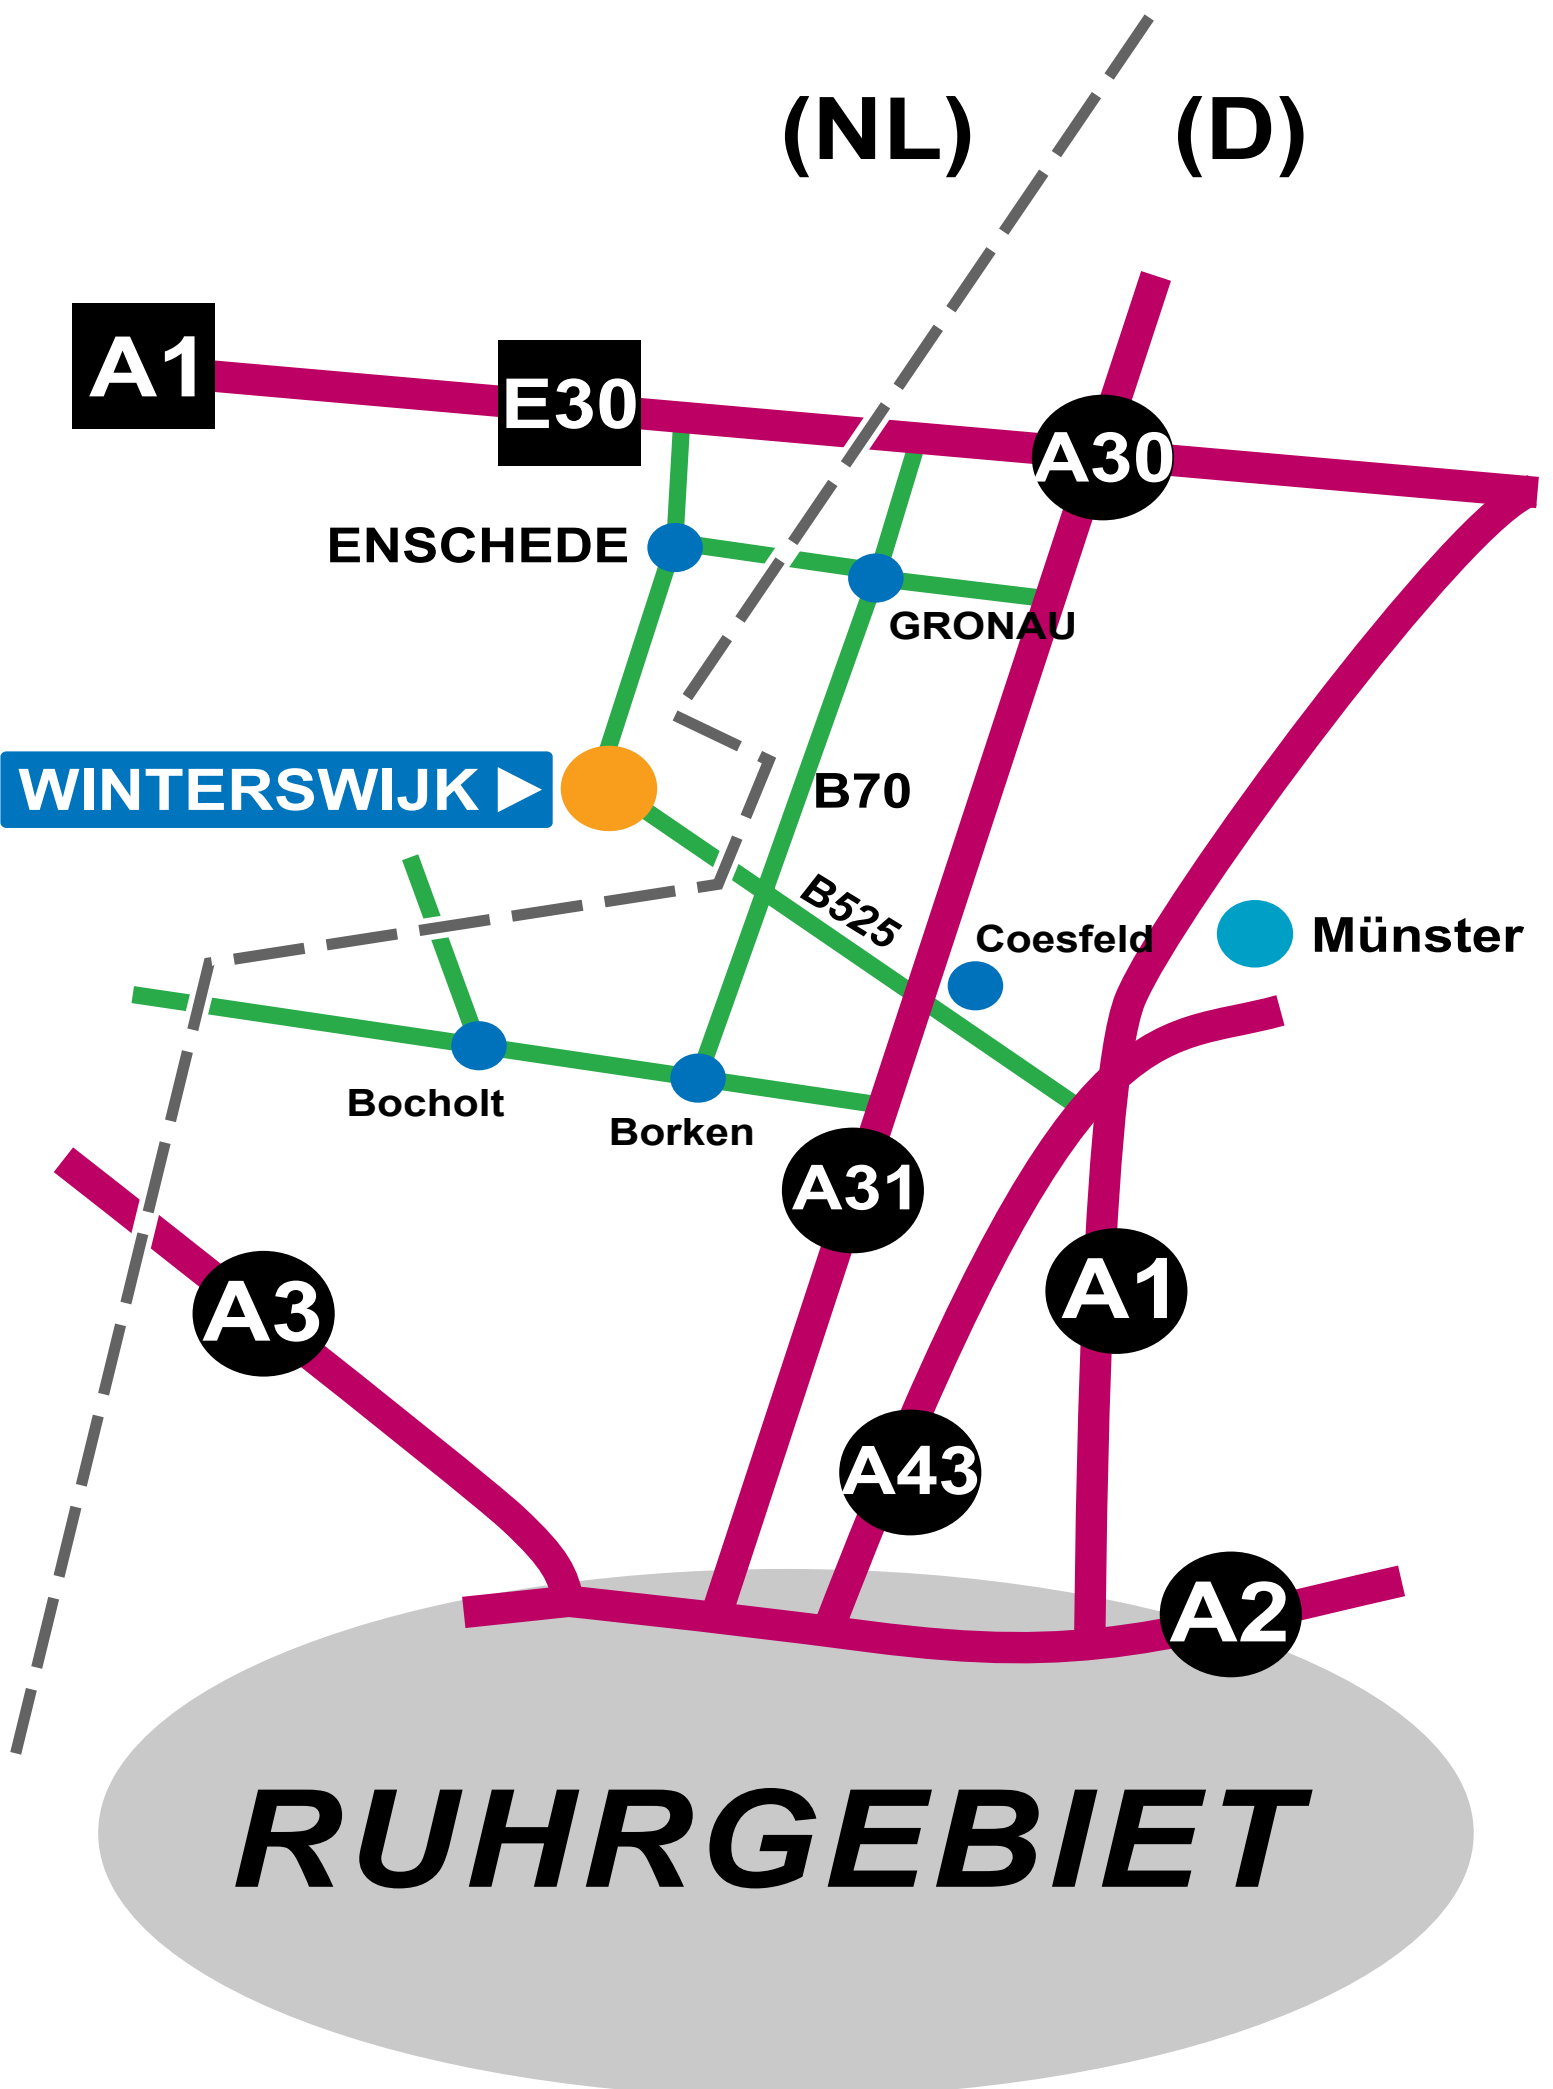 (NL) (D)
A1
E30
A30
ENSCHEDE
GRONAU
WINTERSWIJK
B70
B525
Coesfeld
Münster
Bocholt
Borken
A31
A3
A1
A43
A2
RUHRGEBIET